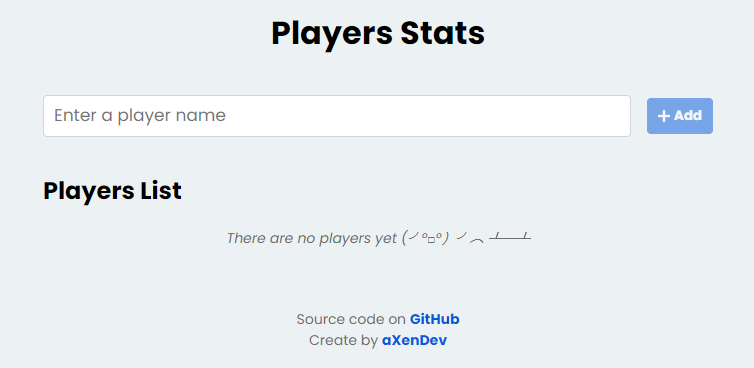 Players Stats
Enter a player name
+ Add
Players List
There are no players yet (╯°□°)╯︵ ┻━┻
Source code on GitHub
Create by aXenDev